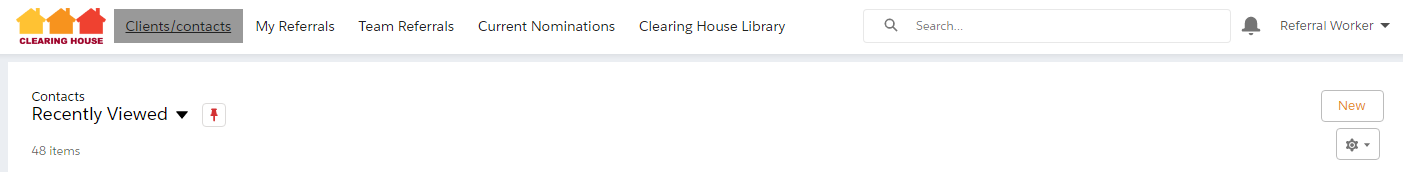 CLEARING HOUSE
Clients/contacts My Referrals Team Referrals Current Nominations Clearing House Library Search... Referral Worker
Contacts
Recently Viewed
New
48 items